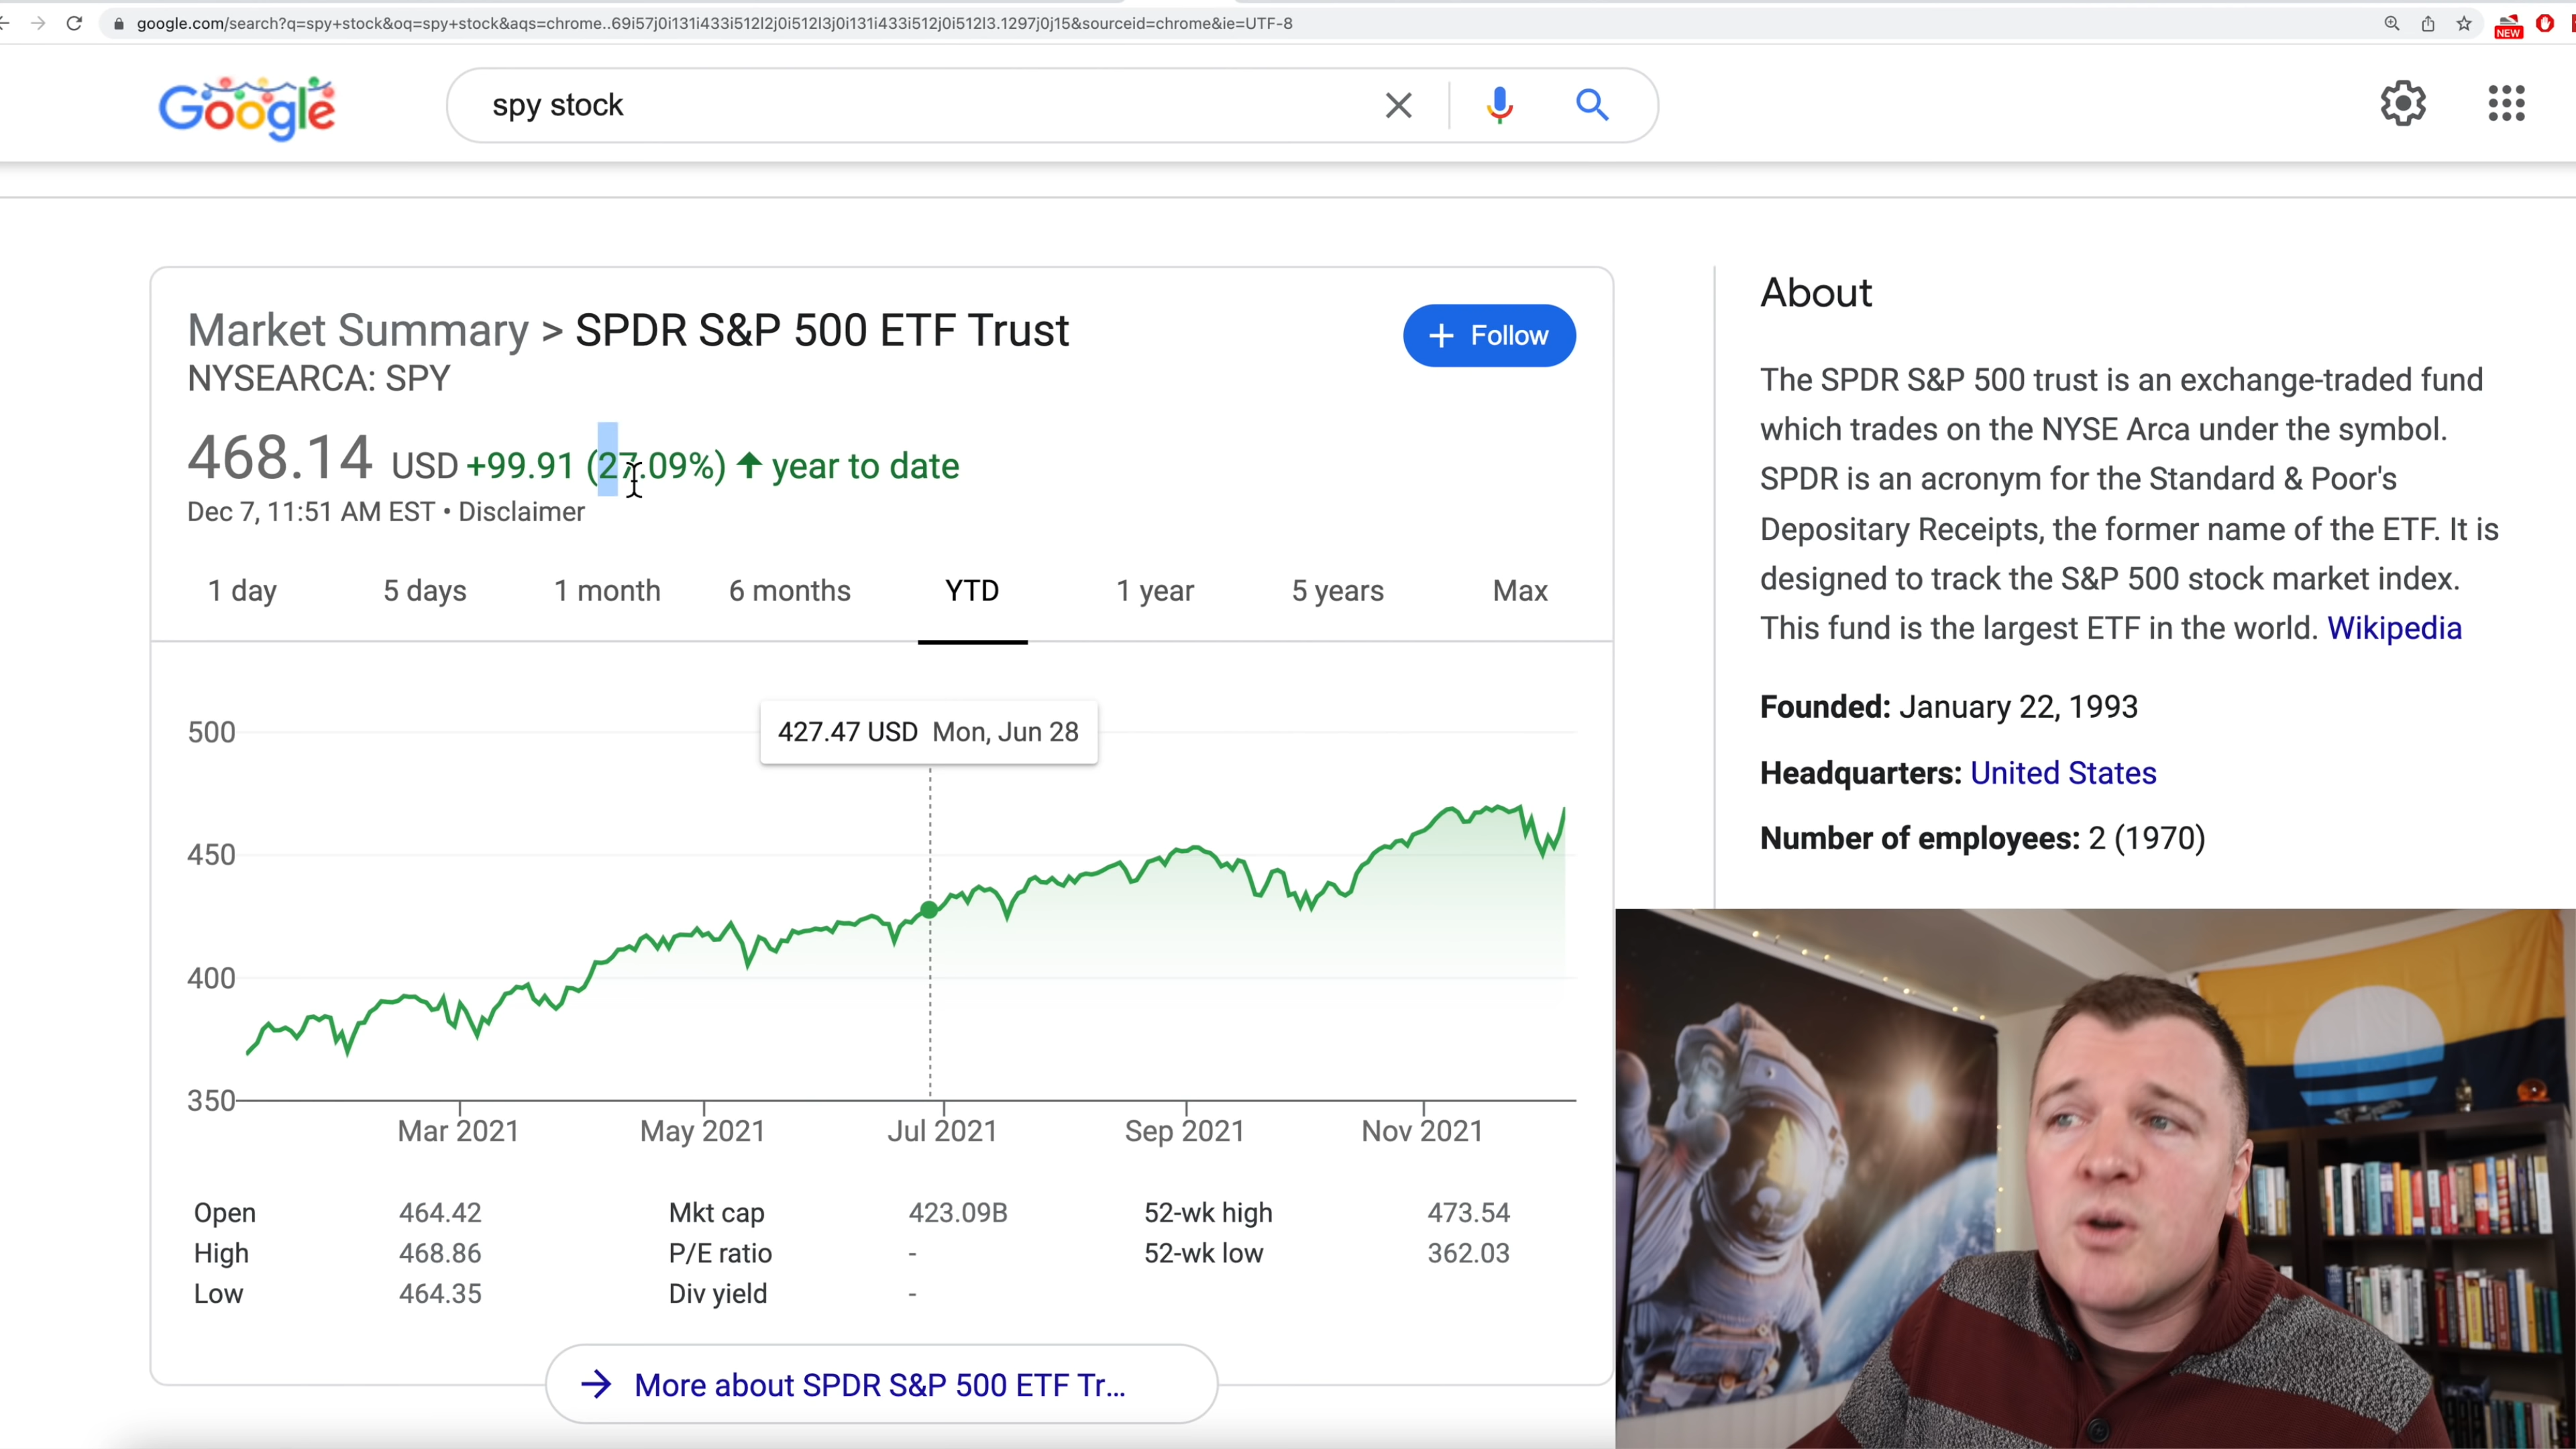 google.com/search?q=spy+stock&oq=spy+stock&aqs=chrome..69i57j0i131i433i512l2j0i512l3j0i131i433i512j0i512l3.1297j0j15&sourceid=chrome&ie=UTF-8
NEW
Google
spy stock
Market Summary > SPDR S&P 500 ETF Trust
+ Follow
NYSEARCA: SPY
468.14 USD +99.91 (27.09%) ↑ year to date
Dec 7, 11:51 AM EST • Disclaimer
1 day 5 days 1 month 6 months YTD 1 year 5 years Max
427.47 USD Mon, Jun 28
500
450
400
350
Mar 2021 May 2021 Jul 2021 Sep 2021 Nov 2021
Open 464.42 Mkt cap 423.09B 52-wk high 473.54
High 468.86 P/E ratio - 52-wk low 362.03
Low 464.35 Div yield -
→ More about SPDR S&P 500 ETF Tr...
About
The SPDR S&P 500 trust is an exchange-traded fund
which trades on the NYSE Arca under the symbol.
SPDR is an acronym for the Standard & Poor's
Depositary Receipts, the former name of the ETF. It is
designed to track the S&P 500 stock market index.
This fund is the largest ETF in the world. Wikipedia
Founded: January 22, 1993
Headquarters: United States
Number of employees: 2 (1970)